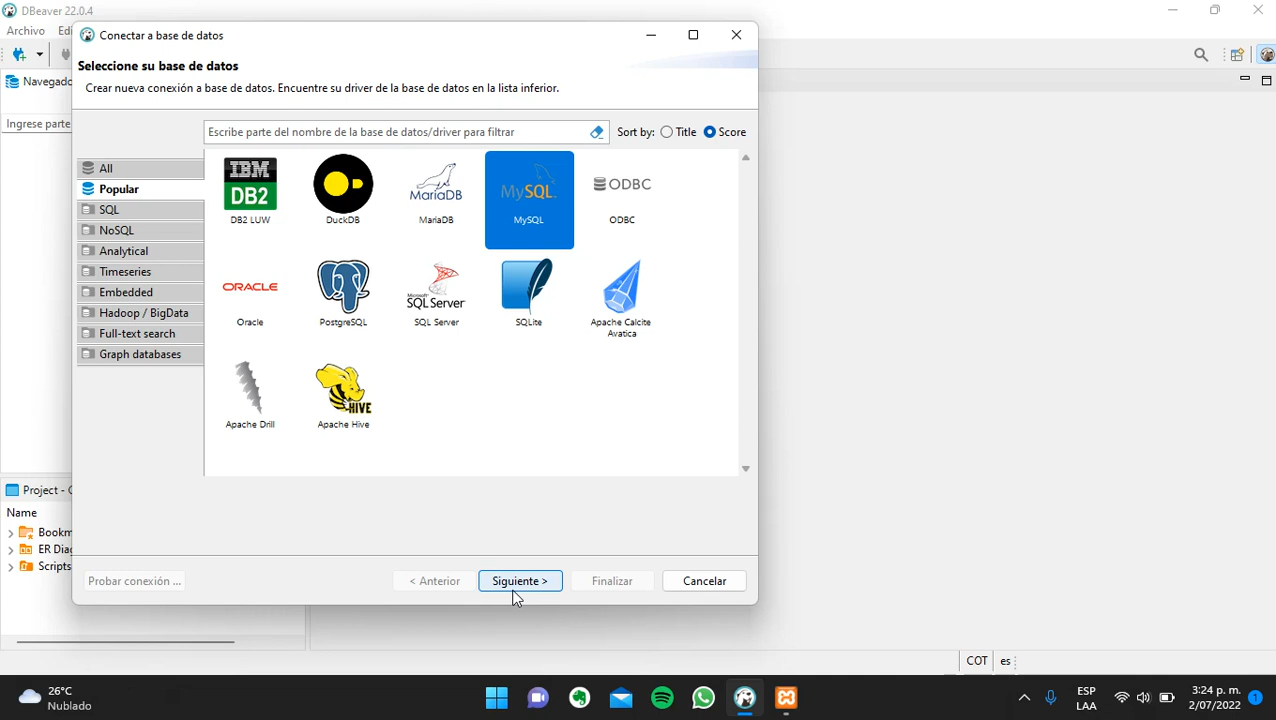 DBeaver 22.0.4
Archivo Edi
Navegado
Ingrese parte
Conectar a base de datos
Seleccione su base de datos
Crear nueva conexión a base de datos. Encuentre su driver de la base de datos en la lista inferior.
Escribe parte del nombre de la base de datos/driver para filtrar
Sort by: Title Score
All
Popular
SQL
NoSQL
Analytical
Timeseries
Embedded
Hadoop / BigData
Full-text search
Graph databases
IBM DB2
DB2 LUW
DuckDB
MariaDB
MariaDB
MySQL
MySQL
ODBC
ODBC
ORACLE
Oracle
PostgreSQL
Microsoft SQL Server
SQL Server
SQLite
Apache Calcite
Avatica
Apache Drill
HIVE
Apache Hive
Probar conexión ...
< Anterior
Siguiente >
Finalizar
Cancelar
Project - G
Name
Bookm
ER Dia
Scripts
COT es
26°C
Nublado
ESP
LAA
3:24 p. m.
2/07/2022
1